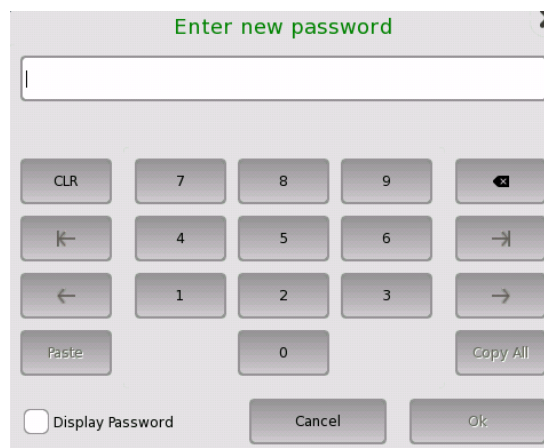 Enter new password
CLR 7 8 9
4 5 6
1 2 3
Paste 0 Copy All
Display Password Cancel Ok